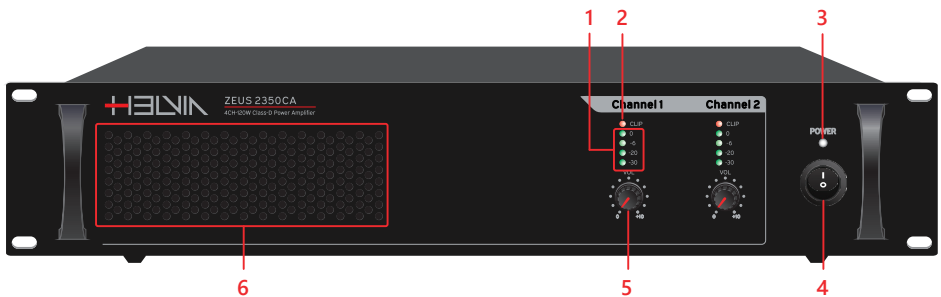 1 2 3
HELVIA
ZEUS 2350CA
4CH-120W Class-D Power Amplifier
Channel 1 Channel 2
CLIP CLIP
0 0
-6 -6
-20 -20
-30 -30
VOL VOL
0 +10 0 +10
POWER
I
O
6 5 4